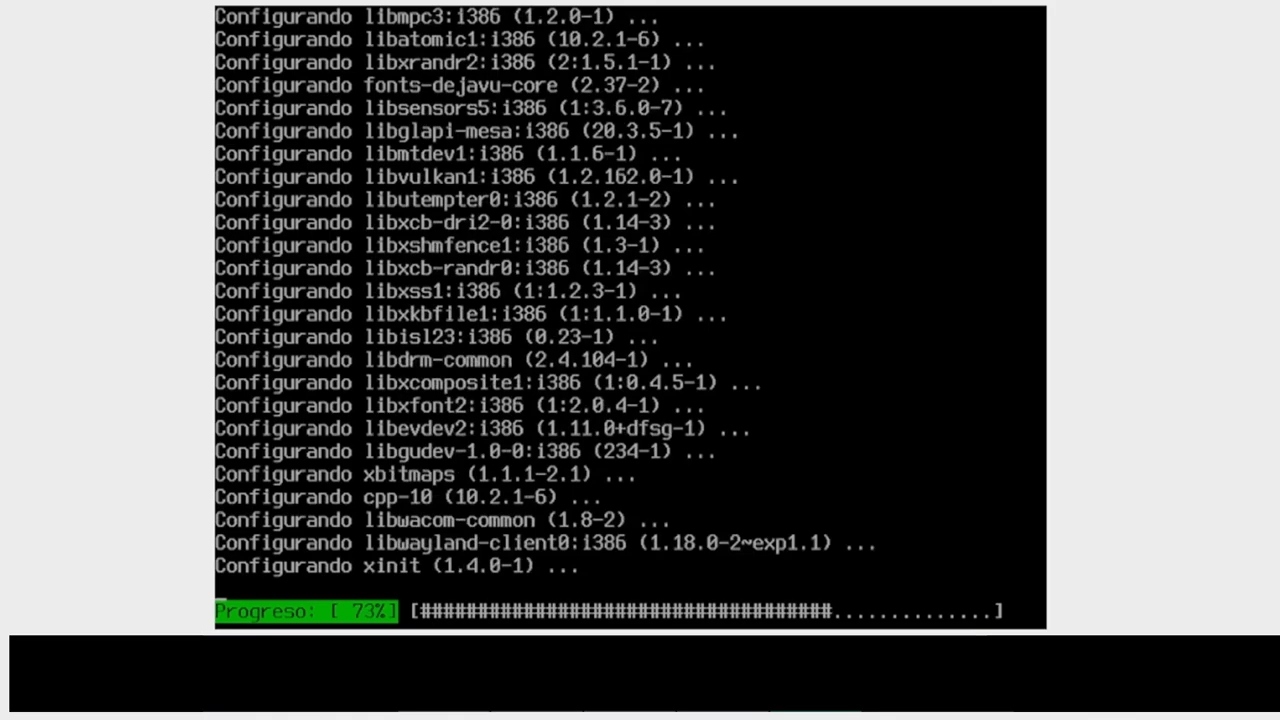 Configurando libmpc3:i386 (1.2.0-1) ...
Configurando libatomic1:i386 (10.2.1-6) ...
Configurando libxrandr2:i386 (2:1.5.1-1) ...
Configurando fonts-dejavu-core (2.37-2) ...
Configurando libsensors5:i386 (1:3.6.0-7) ...
Configurando libglapi-mesa:i386 (20.3.5-1) ...
Configurando libmtdev1:i386 (1.1.6-1) ...
Configurando libvulkan1:i386 (1.2.162.0-1) ...
Configurando libutempter0:i386 (1.2.1-2) ...
Configurando libxcb-dri2-0:i386 (1.14-3) ...
Configurando libxshmfence1:i386 (1.3-1) ...
Configurando libxcb-randr0:i386 (1.14-3) ...
Configurando libxss1:i386 (1:1.2.3-1) ...
Configurando libxkbfile1:i386 (1:1.1.0-1) ...
Configurando libisl23:i386 (0.23-1) ...
Configurando libdrm-common (2.4.104-1) ...
Configurando libxcomposite1:i386 (1:0.4.5-1) ...
Configurando libxfont2:i386 (1:2.0.4-1) ...
Configurando libevdev2:i386 (1.11.0+dfsg-1) ...
Configurando libgudev-1.0-0:i386 (234-1) ...
Configurando xbitmaps (1.1.1-2.1) ...
Configurando cpp-10 (10.2.1-6) ...
Configurando libwacom-common (1.8-2) ...
Configurando libwayland-client0:i386 (1.18.0-2~exp1.1) ...
Configurando xinit (1.4.0-1) ...
Progreso: [ 73%] [####################################..............]